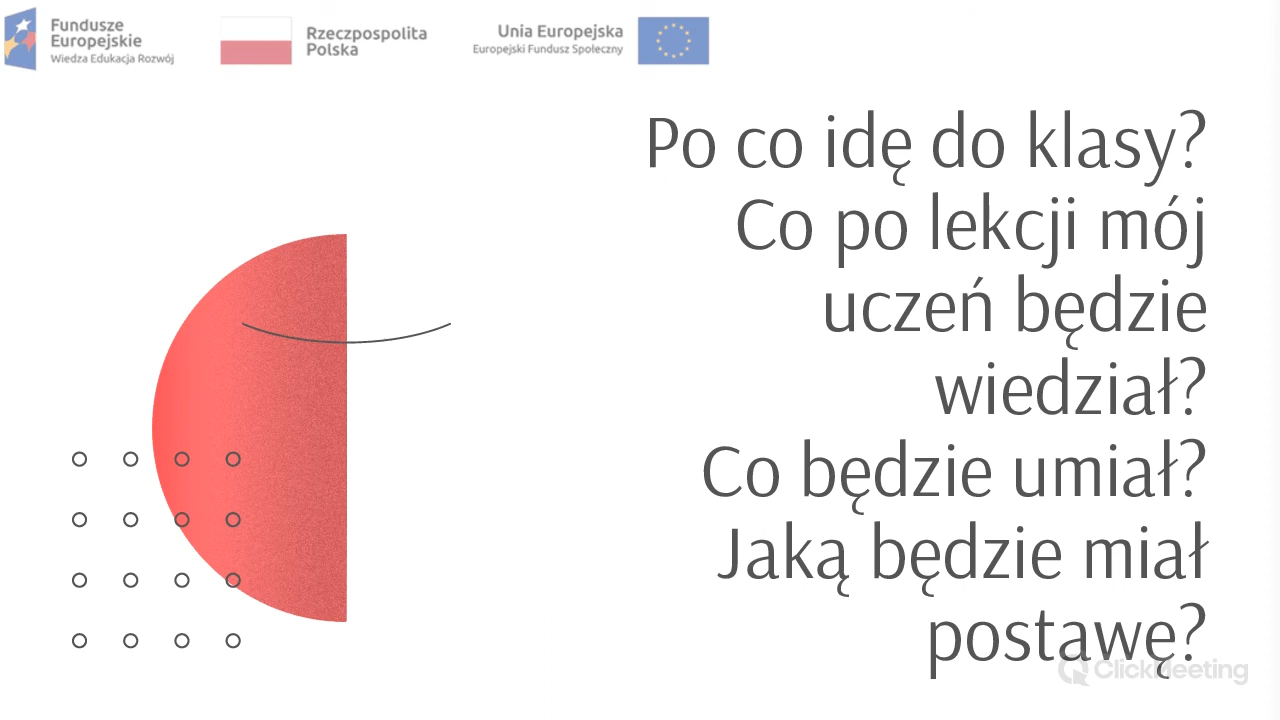 Fundusze
Europejskie
Wiedza Edukacja Rozwój
Rzeczpospolita
Polska
Unia Europejska
Europejski Fundusz Społeczny
Po co idę do klasy?
Co po lekcji mój
uczeń będzie
wiedział?
Co będzie umiał?
Jaką będzie miał
postawę?
ClickMeeting